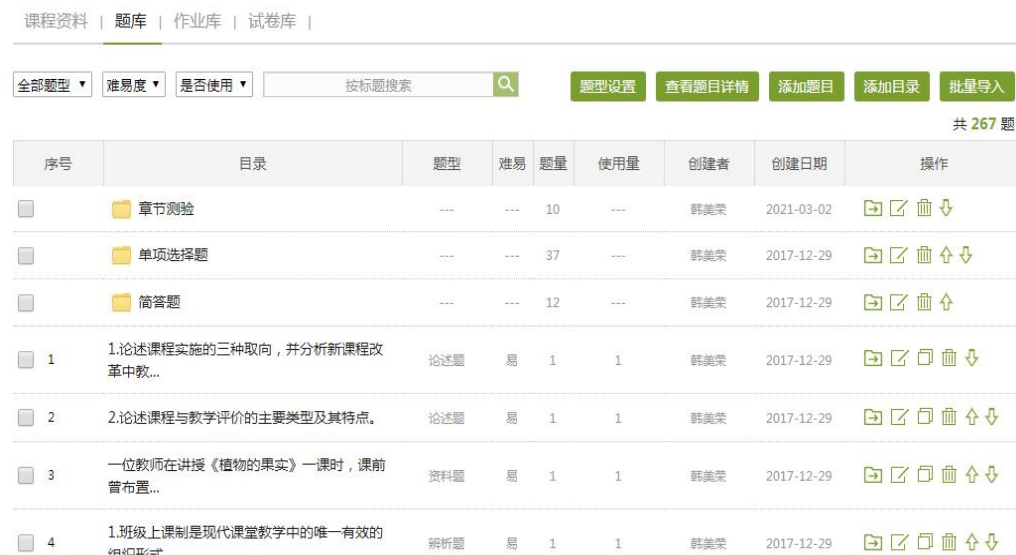 课程资料 | 题库 | 作业库 | 试卷库 |
全部题型 难易度 是否使用 按标题搜索 题型设置 查看题目详情 添加题目 添加目录 批量导入
共 267 题
序号 目录 题型 难易 题量 使用量 创建者 创建日期 操作
章节测验 --- --- 10 --- 韩美荣 2021-03-02
单项选择题 --- --- 37 --- 韩美荣 2017-12-29
简答题 --- --- 12 --- 韩美荣 2017-12-29
1 1.论述课程实施的三种取向，并分析新课程改 论述题 易 1 1 韩美荣 2017-12-29
革中教...
2 2.论述课程与教学评价的主要类型及其特点。 论述题 易 1 1 韩美荣 2017-12-29
3 一位教师在讲授《植物的果实》一课时，课前 资料题 易 1 1 韩美荣 2017-12-29
曾布置...
4 1.班级上课制是现代课堂教学中的唯一有效的 辨析题 易 1 1 韩美荣 2017-12-29
组织形式